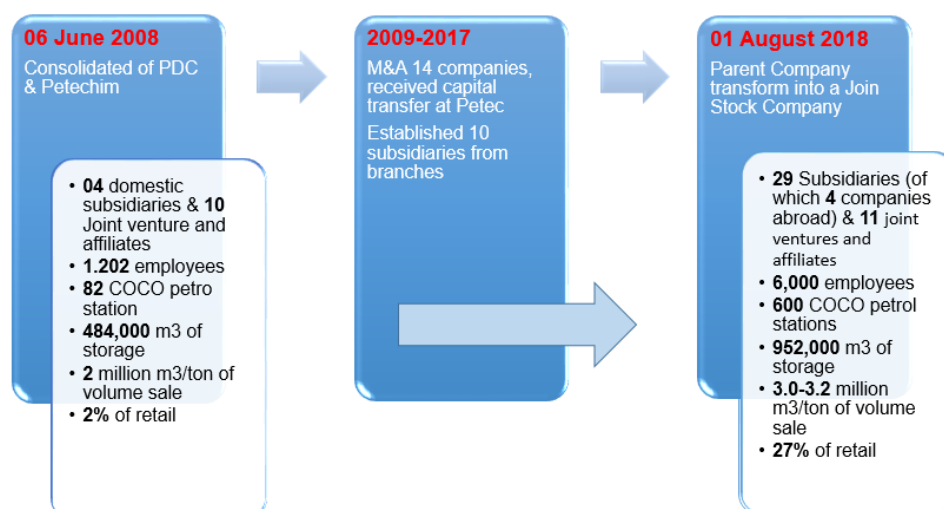 06 June 2008
Consolidated of PDC
& Petechim
• 04 domestic
subsidiaries & 10
Joint venture and
affiliates
• 1.202 employees
• 82 COCO petro
station
• 484,000 m3 of
storage
• 2 million m3/ton of
volume sale
• 2% of retail
2009-2017
M&A 14 companies,
received capital
transfer at Petec
Established 10
subsidiaries from
branches
01 August 2018
Parent Company
transform into a Join
Stock Company
• 29 Subsidiaries (of
which 4 companies
abroad) & 11 joint
ventures and
affiliates
• 6,000 employees
• 600 COCO petrol
stations
• 952,000 m3 of
storage
• 3.0-3.2 million
m3/ton of volume
sale
• 27% of retail